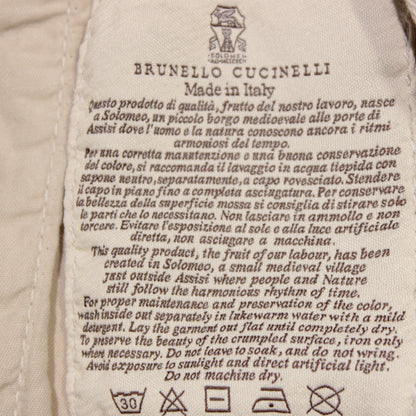 SOLOMEO
BRUNELLO CUCINELLI
Made in Italy
Questo prodotto di qualità, frutto del nostro lavoro, nasce
a Solomeo, un piccolo borgo medioevale alle porte di
Assisi dove l'uomo e la natura conoscono ancora i ritmi
armoniosi del tempo.
Per una corretta manutenzione e una buona conservazione
del colore, si raccomanda il lavaggio in acqua tiepida con
sapone neutro, separatamente, a capo rovesciato. Stendere
il capo in piano fino a completa asciugatura. Per conservare
la bellezza della superficie mossa si consiglia di stirare solo
le parti che lo necessitano. Non lasciare in ammollo e non
torcere. Evitare l'esposizione al sole e alla luce artificiale
diretta, non asciugare a macchina.
This quality product, the fruit of our labour, has been
created in Solomeo, a small medieval village
just outside Assisi where people and Nature
still follow the harmonious rhythm of time.
For proper maintenance and preservation of the color,
wash inside out separately in lukewarm water with a mild
detergent. Lay the garment out flat until completely dry.
To preserve the beauty of the crumpled surface, iron only
when necessary. Do not leave to soak, and do not wring.
Avoid exposure to sunlight and direct artificial light.
Do not machine dry.
30